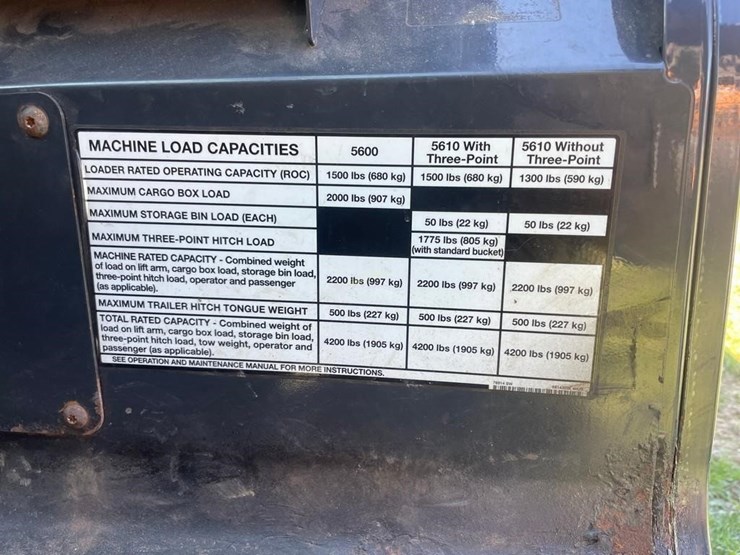 MACHINE LOAD CAPACITIES 5600 5610 With Three-Point 5610 Without Three-Point
LOADER RATED OPERATING CAPACITY (ROC) 1500 lbs (680 kg) 1500 lbs (680 kg) 1300 lbs (590 kg)
MAXIMUM CARGO BOX LOAD 2000 lbs (907 kg)
MAXIMUM STORAGE BIN LOAD (EACH) 50 lbs (22 kg) 50 lbs (22 kg)
MAXIMUM THREE-POINT HITCH LOAD 1775 lbs (805 kg) (with standard bucket)
MACHINE RATED CAPACITY - Combined weight
of load on lift arm, cargo box load, storage bin load,
three-point hitch load, operator and passenger
(as applicable). 2200 lbs (997 kg) 2200 lbs (997 kg) 2200 lbs (997 kg)
MAXIMUM TRAILER HITCH TONGUE WEIGHT 500 lbs (227 kg) 500 lbs (227 kg) 500 lbs (227 kg)
TOTAL RATED CAPACITY - Combined weight of
load on lift arm, cargo box load, storage bin load,
three-point hitch load, tow weight, operator and
passenger (as applicable). 4200 lbs (1905 kg) 4200 lbs (1905 kg) 4200 lbs (1905 kg)
SEE OPERATION AND MAINTENANCE MANUAL FOR MORE INSTRUCTIONS.